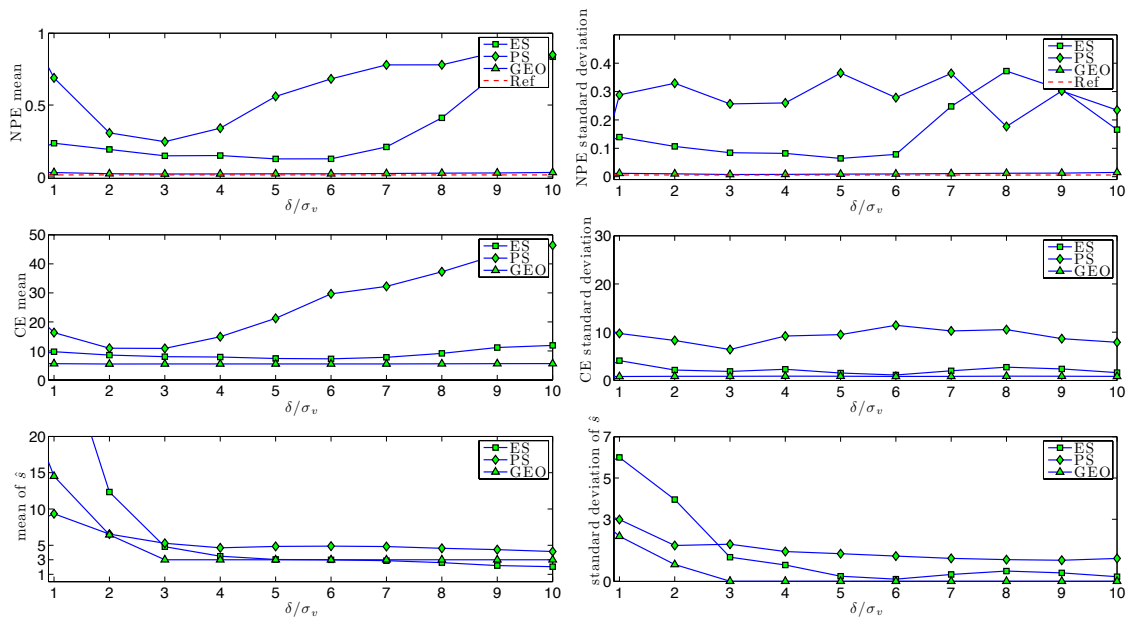 1
0.5
0
NPE mean
ES
PS
GEO
Ref
1 2 3 4 5 6 7 8 9 10
δ/σᵥ
0.4
0.3
0.2
0.1
0
NPE standard deviation
ES
PS
GEO
Ref
1 2 3 4 5 6 7 8 9 10
δ/σᵥ
50
40
30
20
10
0
CE mean
ES
PS
GEO
1 2 3 4 5 6 7 8 9 10
δ/σᵥ
30
20
10
0
CE standard deviation
ES
PS
GEO
1 2 3 4 5 6 7 8 9 10
δ/σᵥ
20
15
10
5
3
1
mean of ŝ
ES
PS
GEO
1 2 3 4 5 6 7 8 9 10
δ/σᵥ
7
5
3
0
standard deviation of ŝ
ES
PS
GEO
1 2 3 4 5 6 7 8 9 10
δ/σᵥ